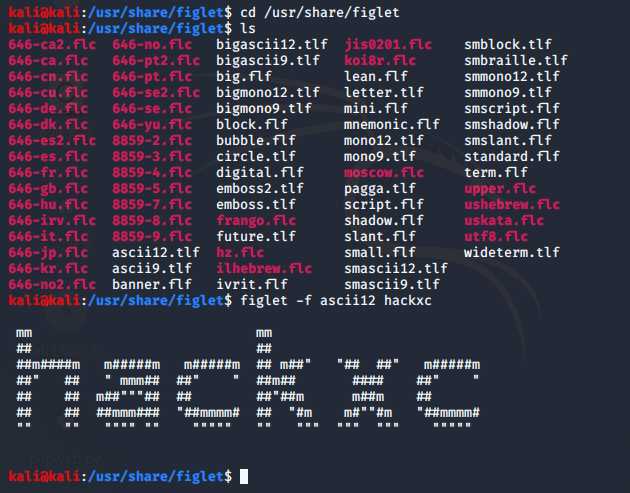 kali@kali:/usr/share/figlet$ cd /usr/share/figlet
kali@kali:/usr/share/figlet$ ls
646-ca2.flc  646-no.flc   bigascii12.tlf  jis0201.flc   smblock.tlf
646-ca.flc   646-pt2.flc  bigascii9.tlf   koi8r.flc     smbraille.tlf
646-cn.flc   646-pt.flc   big.flf         lean.flf      smmono12.tlf
646-cu.flc   646-se2.flc  bigmono12.tlf   letter.tlf    smmono9.tlf
646-de.flc   646-se.flc   bigmono9.tlf    mini.flf      smscript.flf
646-dk.flc   646-yu.flc   block.flf       mnemonic.flf  smshadow.flf
646-es2.flc  8859-2.flc   bubble.flf      mono12.tlf    smslant.flf
646-es.flc   8859-3.flc   circle.tlf      mono9.tlf     standard.flf
646-fr.flc   8859-4.flc   digital.flf     moscow.flc    term.flf
646-gb.flc   8859-5.flc   emboss2.tlf     pagga.tlf     upper.flc
646-hu.flc   8859-7.flc   emboss.tlf      script.flf    ushebrew.flc
646-irv.flc  8859-8.flc   frango.flc      shadow.flf    uskata.flc
646-it.flc   8859-9.flc   future.tlf      slant.flf     utf8.flc
646-jp.flc   ascii12.tlf  hz.flc          small.flf     wideterm.tlf
646-kr.flc   ascii9.tlf   ilhebrew.flc    smascii12.tlf
646-no2.flc  banner.flf   ivrit.flf       smascii9.tlf
kali@kali:/usr/share/figlet$ figlet -f ascii12 hackxc
hackxc
kali@kali:/usr/share/figlet$